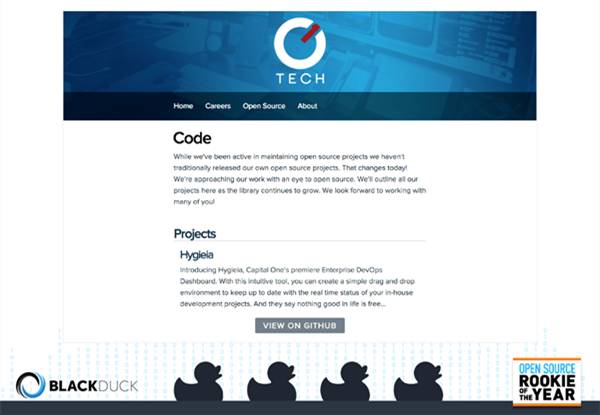 TECH
Home Careers Open Source About
Code
While we've been active in maintaining open source projects we haven't
traditionally released our own open source projects. That changes today!
We're approaching our work with an eye to open source. We'll outline all our
projects here as the library continues to grow. We look forward to working with
many of you!
Projects
Hygieia
Introducing Hygieia, Capital One's premiere Enterprise DevOps
Dashboard. With this intuitive tool, you can create a simple drag and drop
environment to keep up to date with the real time status of your in-house
development projects. And they say nothing good in life is free...
VIEW ON GITHUB
BLACKDUCK
OPEN SOURCE
ROOKIE
OF THE
YEAR